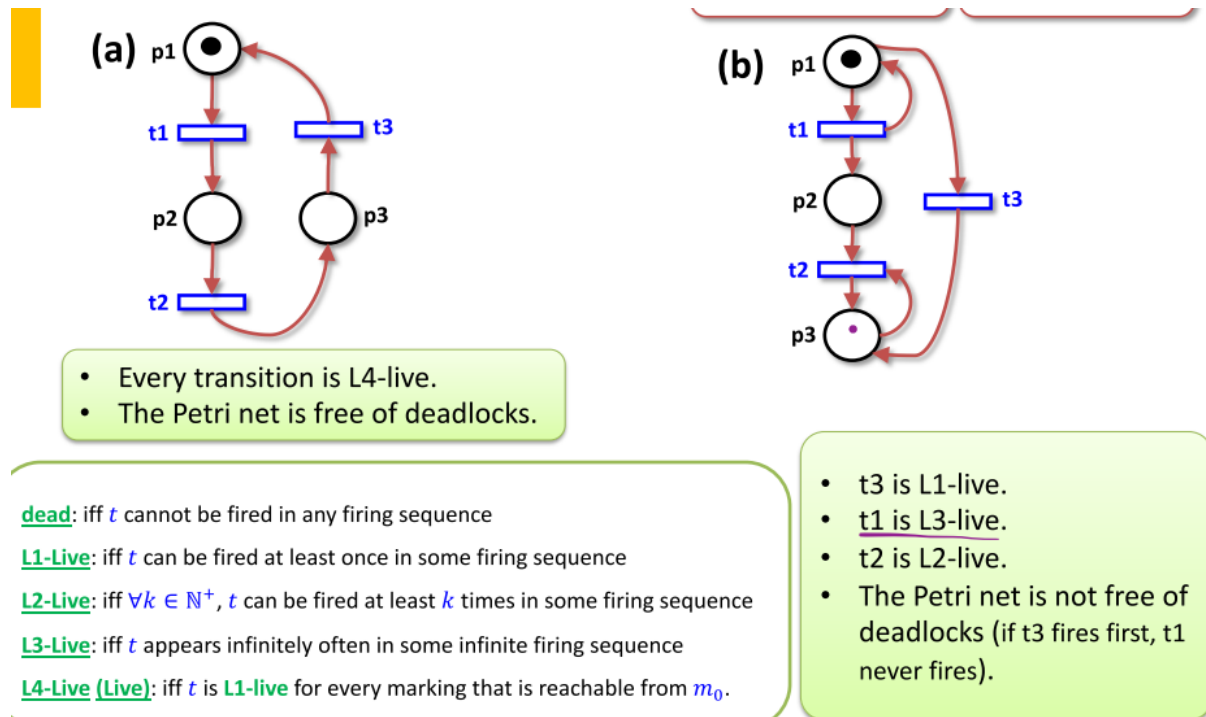 (a)
p1
t1
t3
p2
p3
t2
• Every transition is L4-live.
• The Petri net is free of deadlocks.
(b)
p1
t1
p2
t3
t2
p3
dead: iff t cannot be fired in any firing sequence
L1-Live: iff t can be fired at least once in some firing sequence
L2-Live: iff ∀k ∈ ℕ⁺, t can be fired at least k times in some firing sequence
L3-Live: iff t appears infinitely often in some infinite firing sequence
L4-Live (Live): iff t is L1-live for every marking that is reachable from m₀.
• t3 is L1-live.
• t1 is L3-live.
• t2 is L2-live.
• The Petri net is not free of
deadlocks (if t3 fires first, t1
never fires).